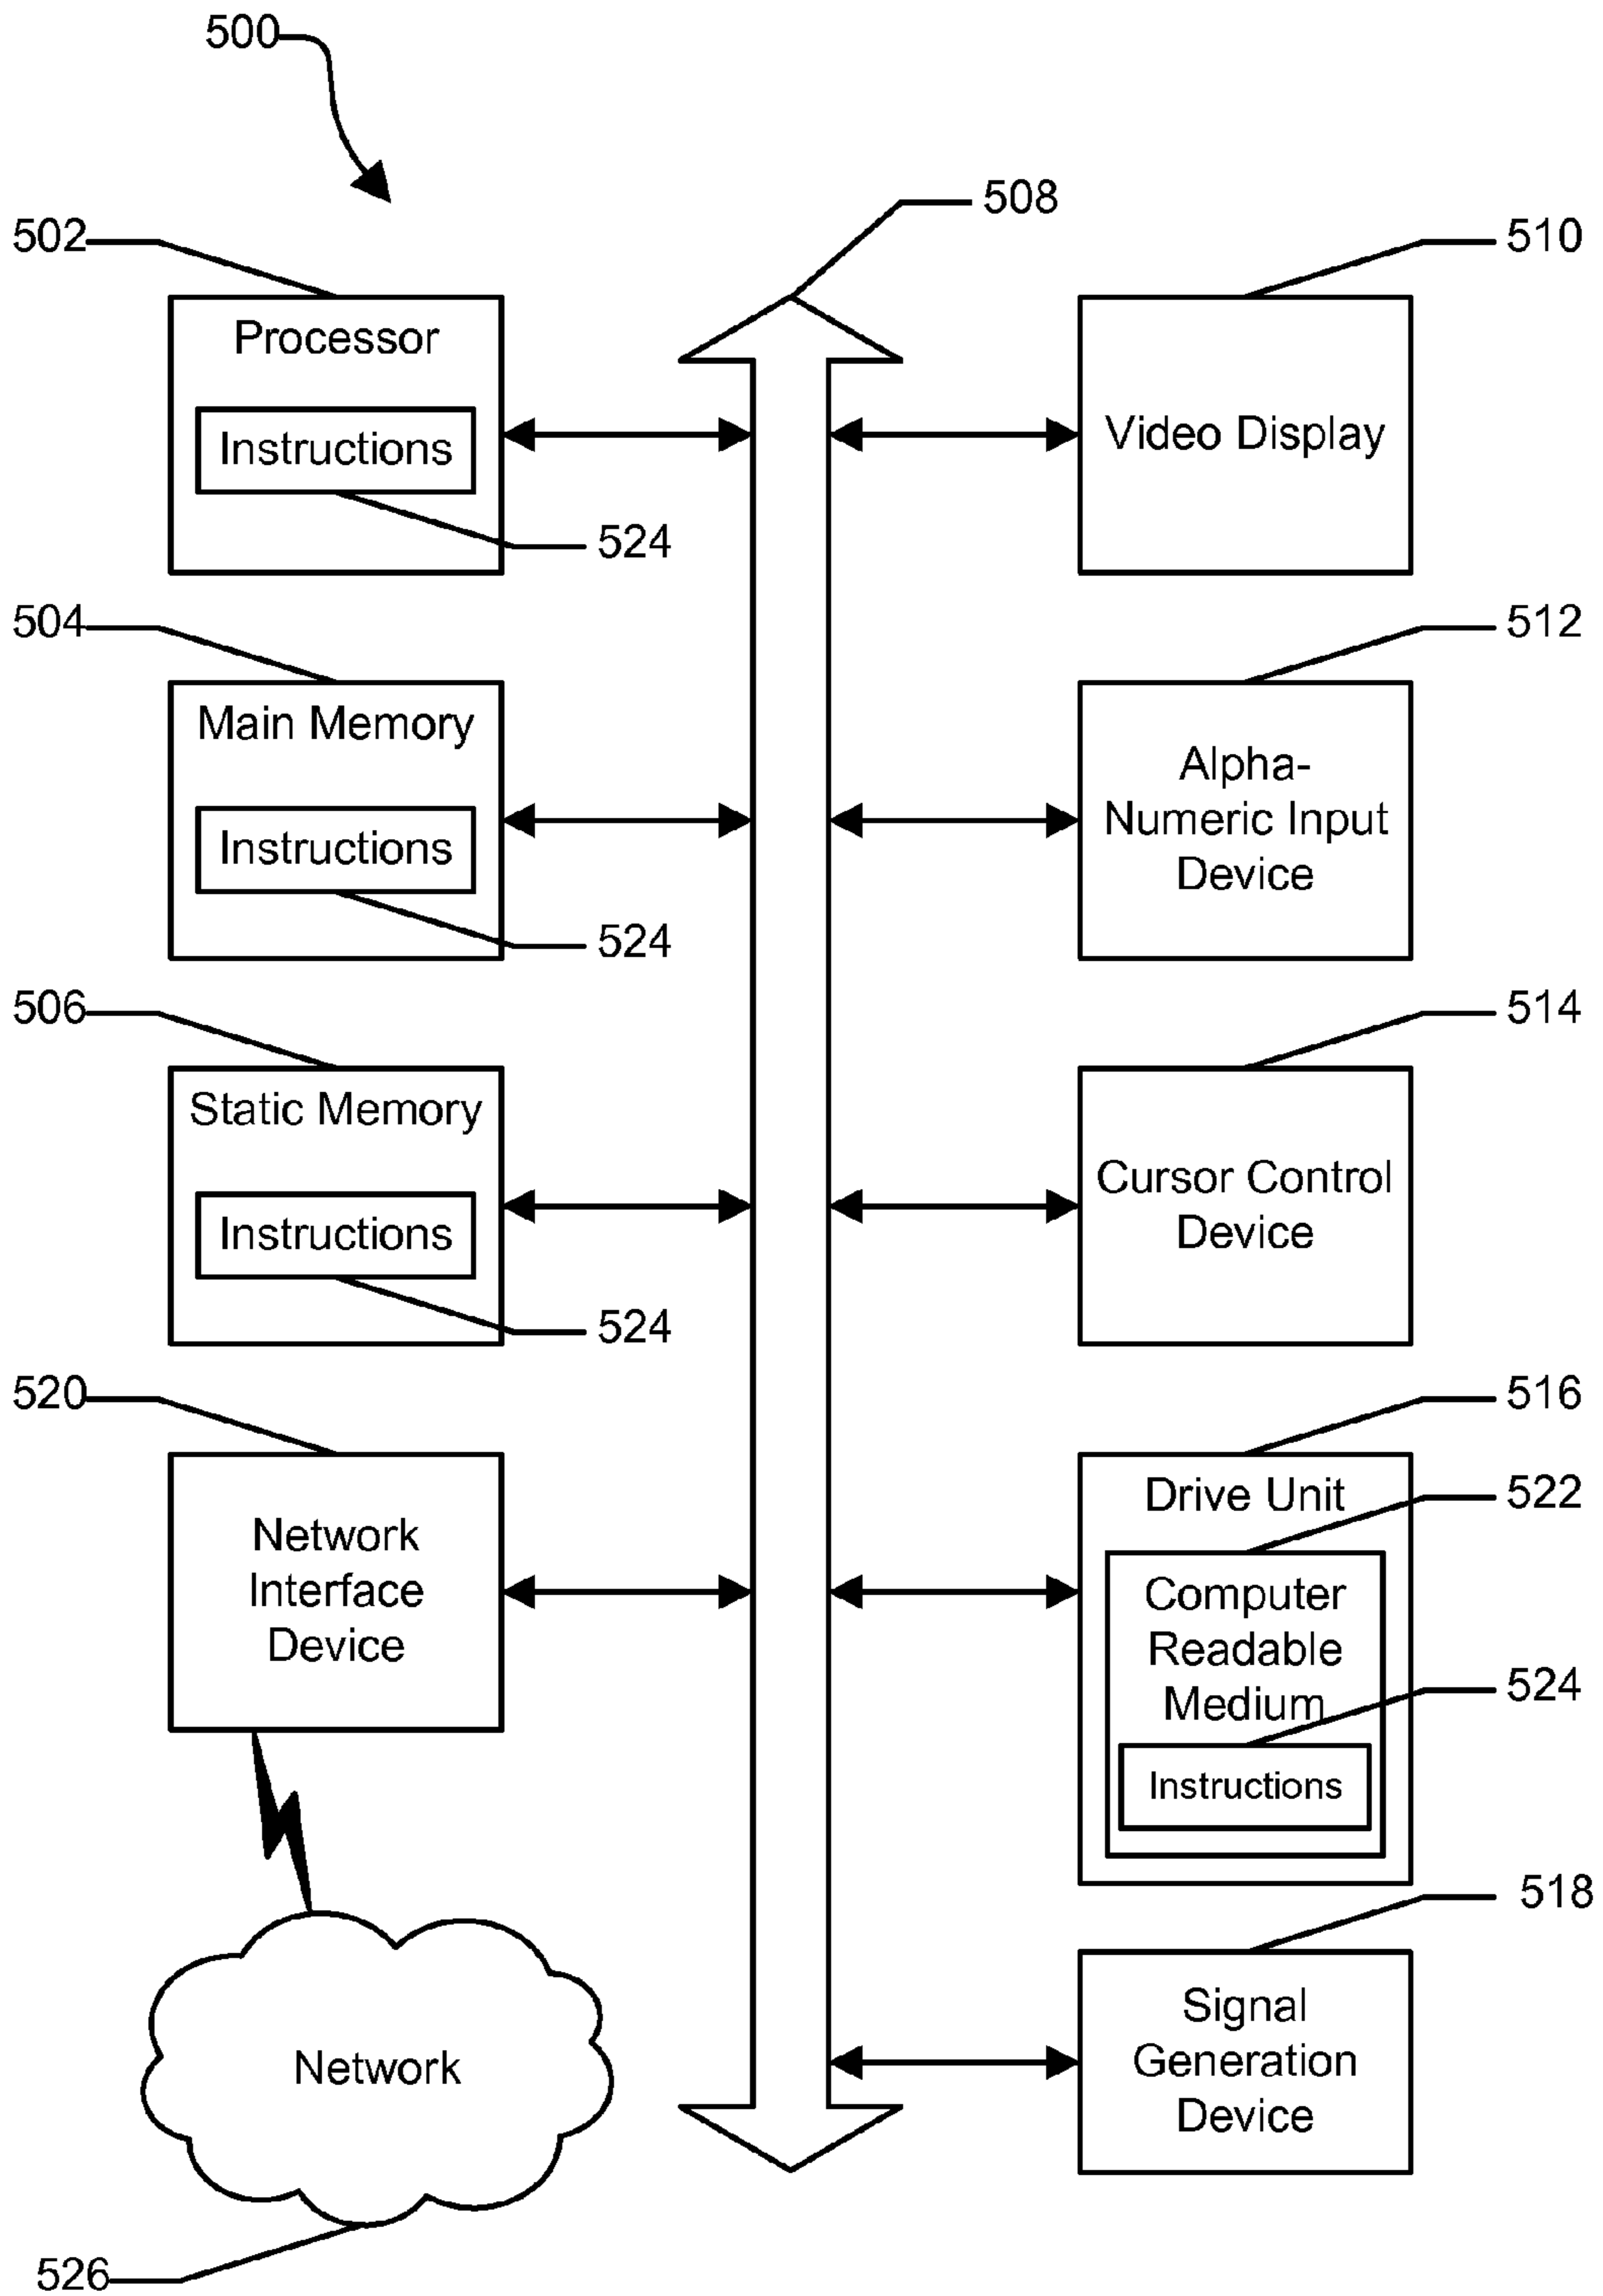 500
508
502
510
Processor
Instructions
524
Video Display
504
512
Main Memory
Instructions
524
Alpha-
Numeric Input
Device
506
514
Static Memory
Instructions
524
Cursor Control
Device
520
516
Network
Interface
Device
Drive Unit
522
Computer
Readable
Medium
524
Instructions
518
Signal
Generation
Device
Network
526